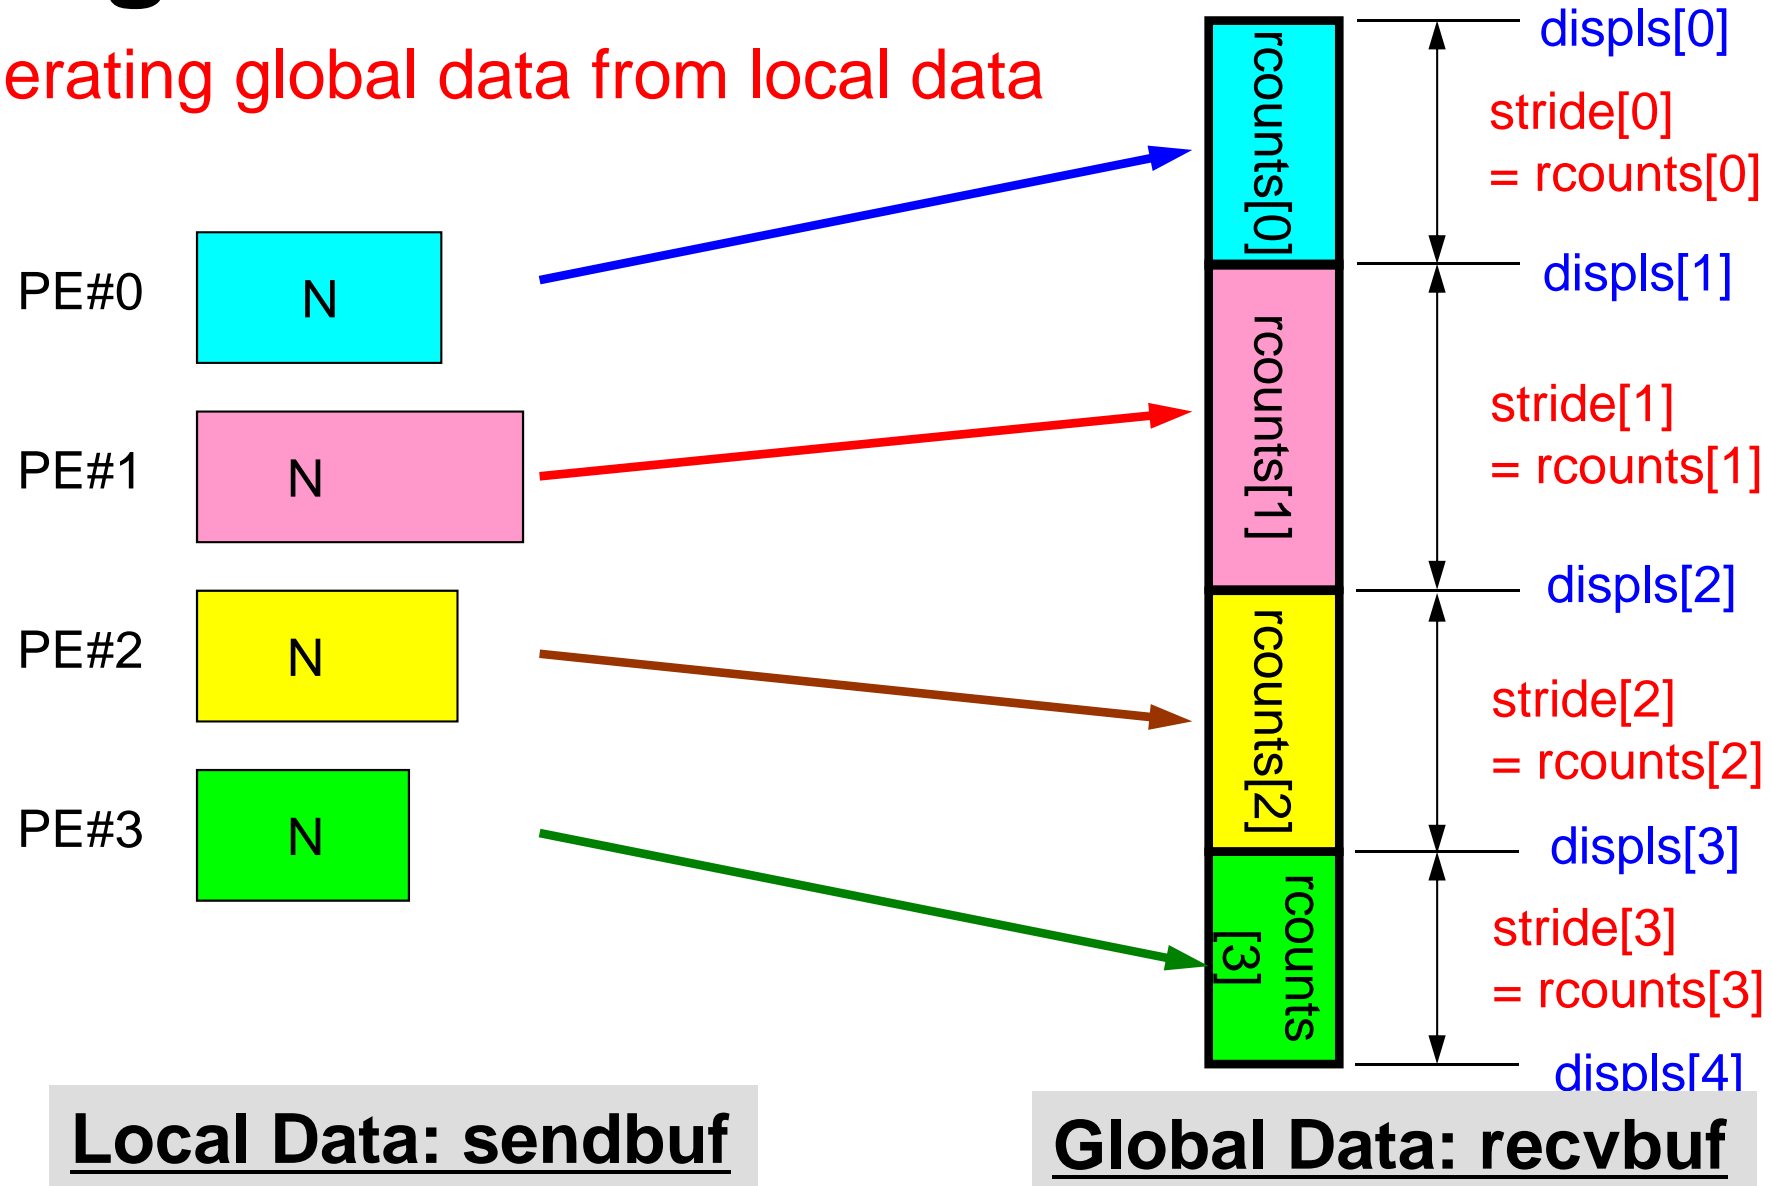 erating global data from local data
PE#0
N
PE#1
N
PE#2
N
PE#3
N
rcounts[0]
rcounts[1]
rcounts[2]
rcounts
[3]
displs[0]
stride[0]
= rcounts[0]
displs[1]
stride[1]
= rcounts[1]
displs[2]
stride[2]
= rcounts[2]
displs[3]
stride[3]
= rcounts[3]
displs[4]
Local Data: sendbuf
Global Data: recvbuf